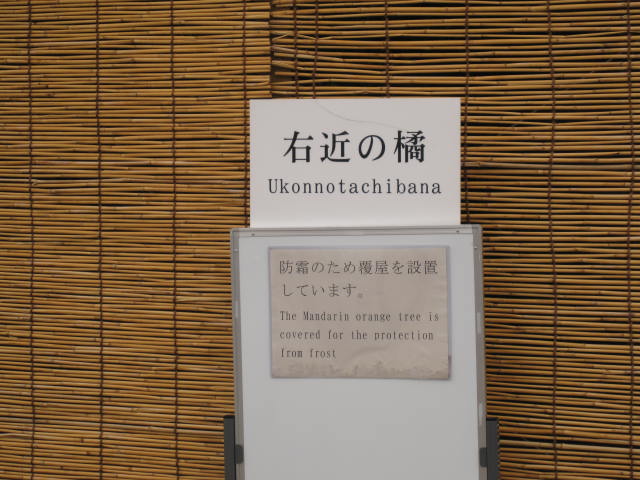 右近の橘
Ukonnotachibana
防霜のため覆屋を設置
しています。
The Mandarin orange tree is
covered for the protection
from frost